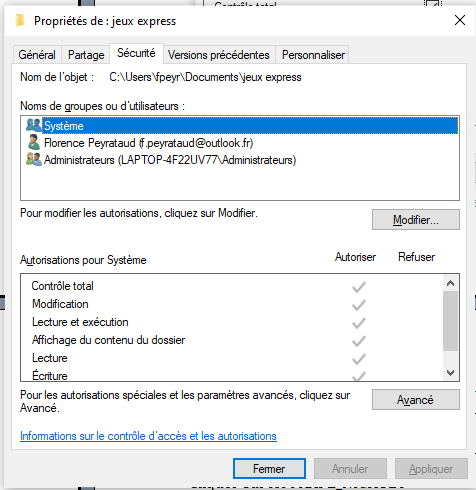 Contrôle total
Propriétés de : jeux express
Général Partage Sécurité Versions précédentes Personnaliser
Nom de l'objet : C:\Users\fpeyr\Documents\jeux express
Noms de groupes ou d'utilisateurs :
Système
Florence Peyrataud (f.peyrataud@outlook.fr)
Administrateurs (LAPTOP-4F22UV77\Administrateurs)
Pour modifier les autorisations, cliquez sur Modifier.
Modifier...
Autorisations pour Système Autoriser Refuser
Contrôle total
Modification
Lecture et exécution
Affichage du contenu du dossier
Lecture
Écriture
Pour les autorisations spéciales et les paramètres avancés, cliquez sur
Avancé.
Avancé
Informations sur le contrôle d'accès et les autorisations
Fermer Annuler Appliquer